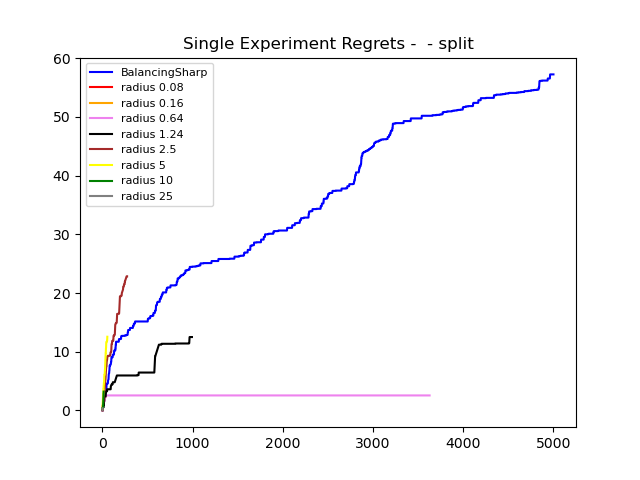 Single Experiment Regrets -  - split
60
50
40
30
20
10
0
BalancingSharp
radius 0.08
radius 0.16
radius 0.64
radius 1.24
radius 2.5
radius 5
radius 10
radius 25
0 1000 2000 3000 4000 5000